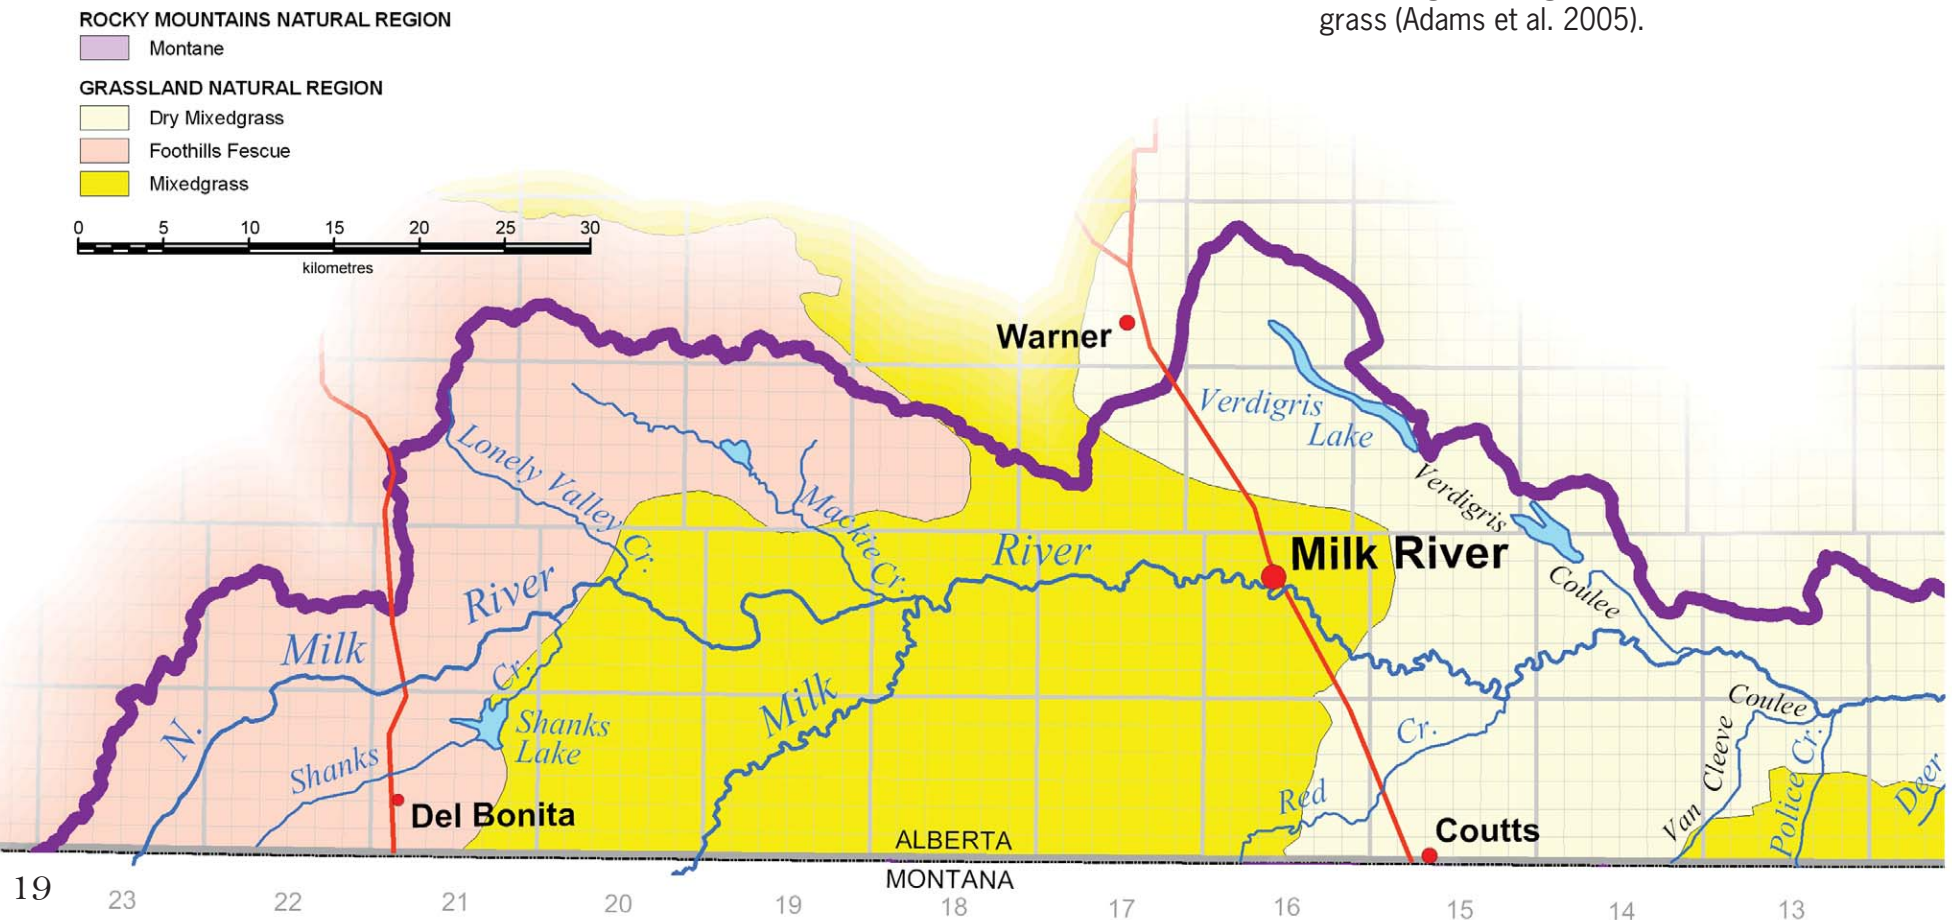 grass (Adams et al. 2005).
ROCKY MOUNTAINS NATURAL REGION
Montane
GRASSLAND NATURAL REGION
Dry Mixedgrass
Foothills Fescue
Mixedgrass
0 5 10 15 20 25 30
kilometres
Warner
Verdigris
Lake
Lonely Valley Cr.
Mackie Cr.
Verdigris
Coulee
River
Milk River
N. Milk River
Milk
Shanks Cr.
Shanks
Lake
Del Bonita
Red Cr.
Coutts
Van Cleeve Coulee
Police Cr.
Deer
ALBERTA
MONTANA
19
23 22 21 20 19 18 17 16 15 14 13